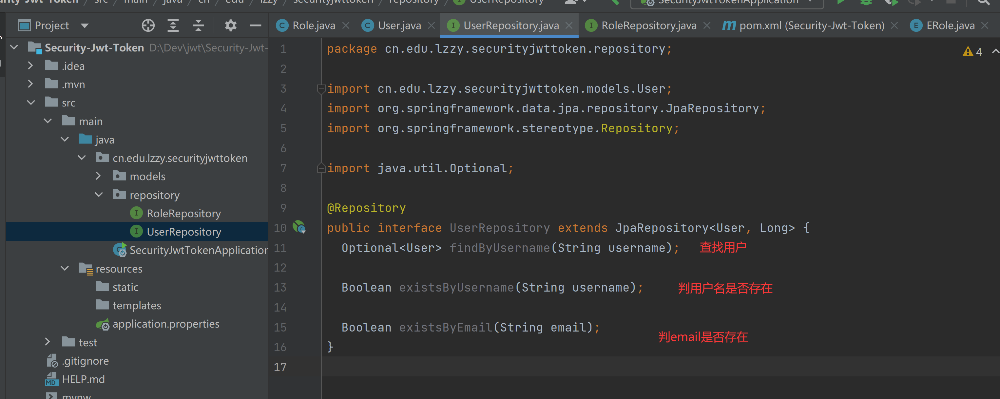 src / main / java / cn / edu / lzzy / securityjwttoken / repository / UserRepository
SecurityJwtTokenApplication
Project
Role.java
User.java
UserRepository.java
RoleRepository.java
pom.xml (Security-Jwt-Token)
ERole.java
Security-Jwt-Token D:\Dev\jwt\Security-Jwt-
.idea
.mvn
src
main
java
cn.edu.lzzy.securityjwttoken
models
repository
RoleRepository
UserRepository
SecurityJwtTokenApplication
resources
static
templates
application.properties
test
.gitignore
HELP.md
mvnw
4
1 package cn.edu.lzzy.securityjwttoken.repository;
2
3 import cn.edu.lzzy.securityjwttoken.models.User;
4 import org.springframework.data.jpa.repository.JpaRepository;
5 import org.springframework.stereotype.Repository;
6
7 import java.util.Optional;
8
9 @Repository
10 public interface UserRepository extends JpaRepository<User, Long> {
11 Optional<User> findByUsername(String username); 查找用户
12
13 Boolean existsByUsername(String username); 判用户名是否存在
14
15 Boolean existsByEmail(String email);
判email是否存在
16 }
17